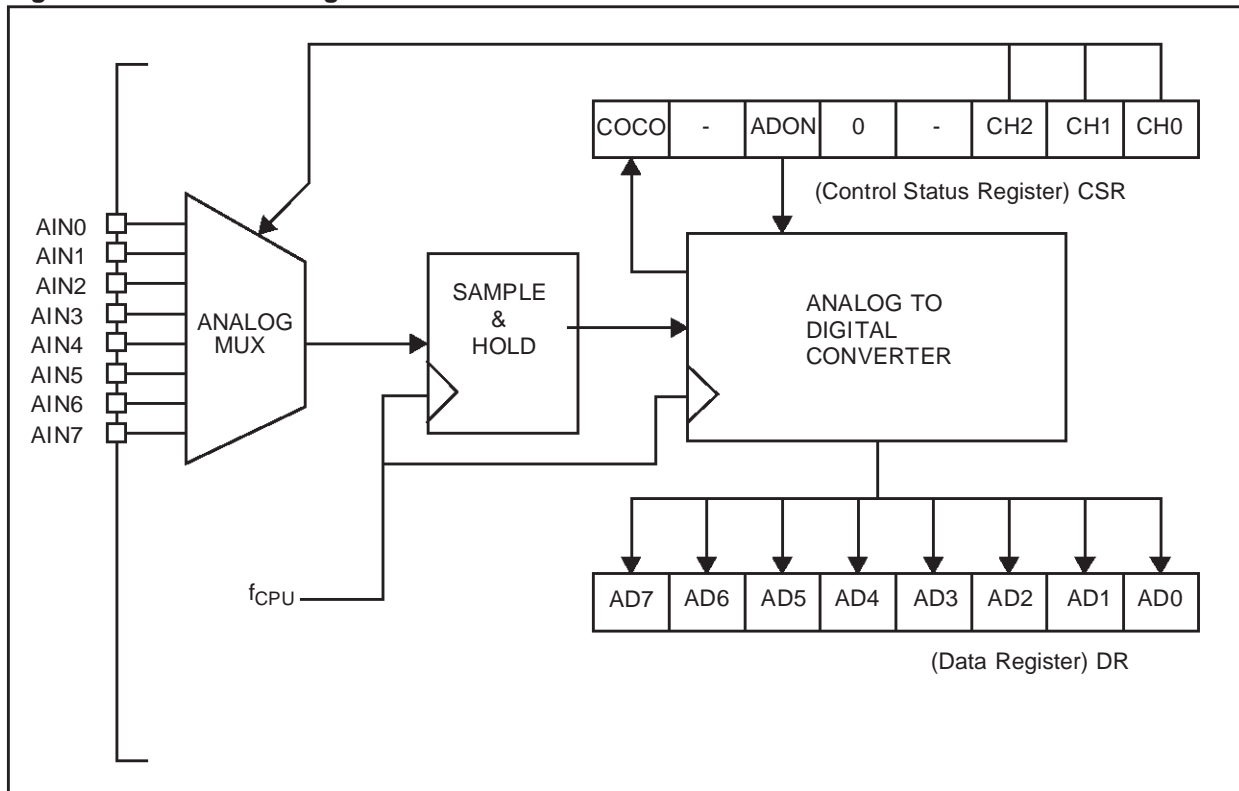 COCO - ADON 0 - CH2 CH1 CH0
(Control Status Register) CSR
AIN0
AIN1
AIN2
AIN3
AIN4
AIN5
AIN6
AIN7
ANALOG
MUX
SAMPLE
&
HOLD
ANALOG TO
DIGITAL
CONVERTER
fCPU
AD7 AD6 AD5 AD4 AD3 AD2 AD1 AD0
(Data Register) DR